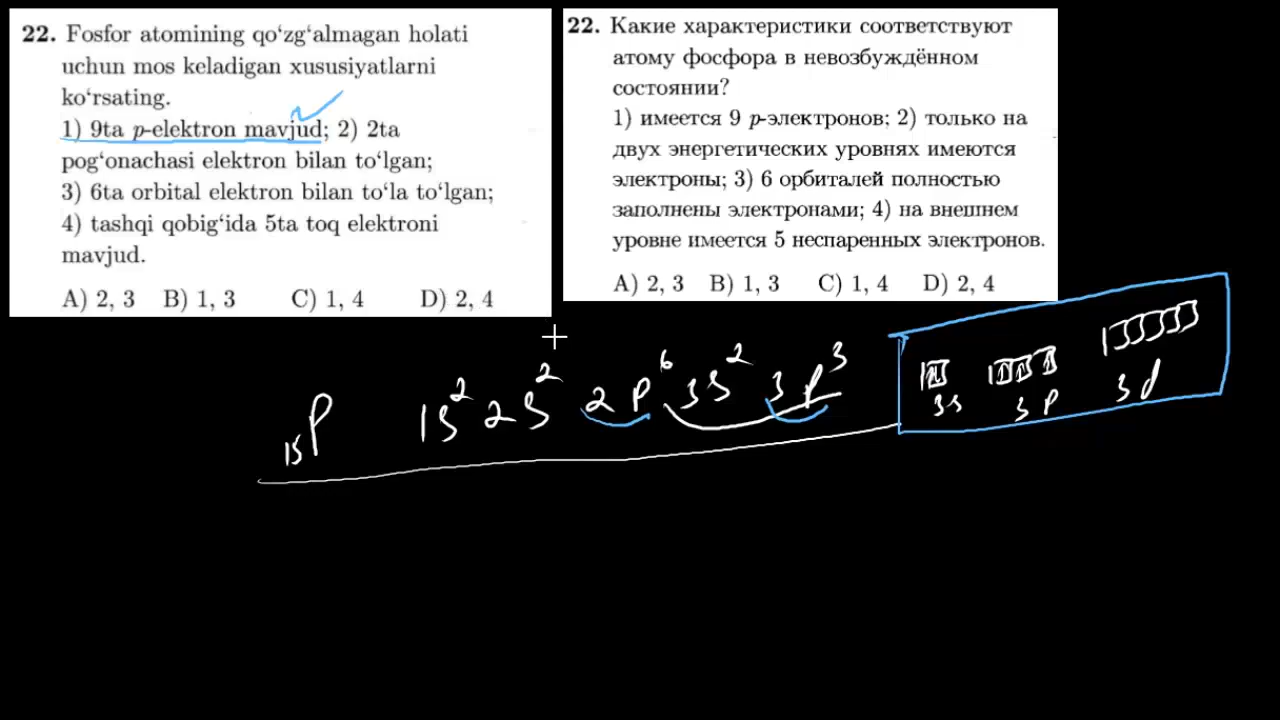 22. Fosfor atomining qo‘zg‘almagan holati
uchun mos keladigan xususiyatlarni
ko‘rsating.
1) 9ta p-elektron mavjud; 2) 2ta
pog‘onachasi elektron bilan to‘lgan;
3) 6ta orbital elektron bilan to‘la to‘lgan;
4) tashqi qobig‘ida 5ta toq elektroni
mavjud.
A) 2, 3 B) 1, 3 C) 1, 4 D) 2, 4
22. Какие характеристики соответствуют
атому фосфора в невозбуждённом
состоянии?
1) имеется 9 p-электронов; 2) только на
двух энергетических уровнях имеются
электроны; 3) 6 орбиталей полностью
заполнены электронами; 4) на внешнем
уровне имеется 5 неспаренных электронов.
A) 2, 3 B) 1, 3 C) 1, 4 D) 2, 4
₁₅P 1S² 2S² 2P⁶ 3S² 3P³
3s 3p 3d